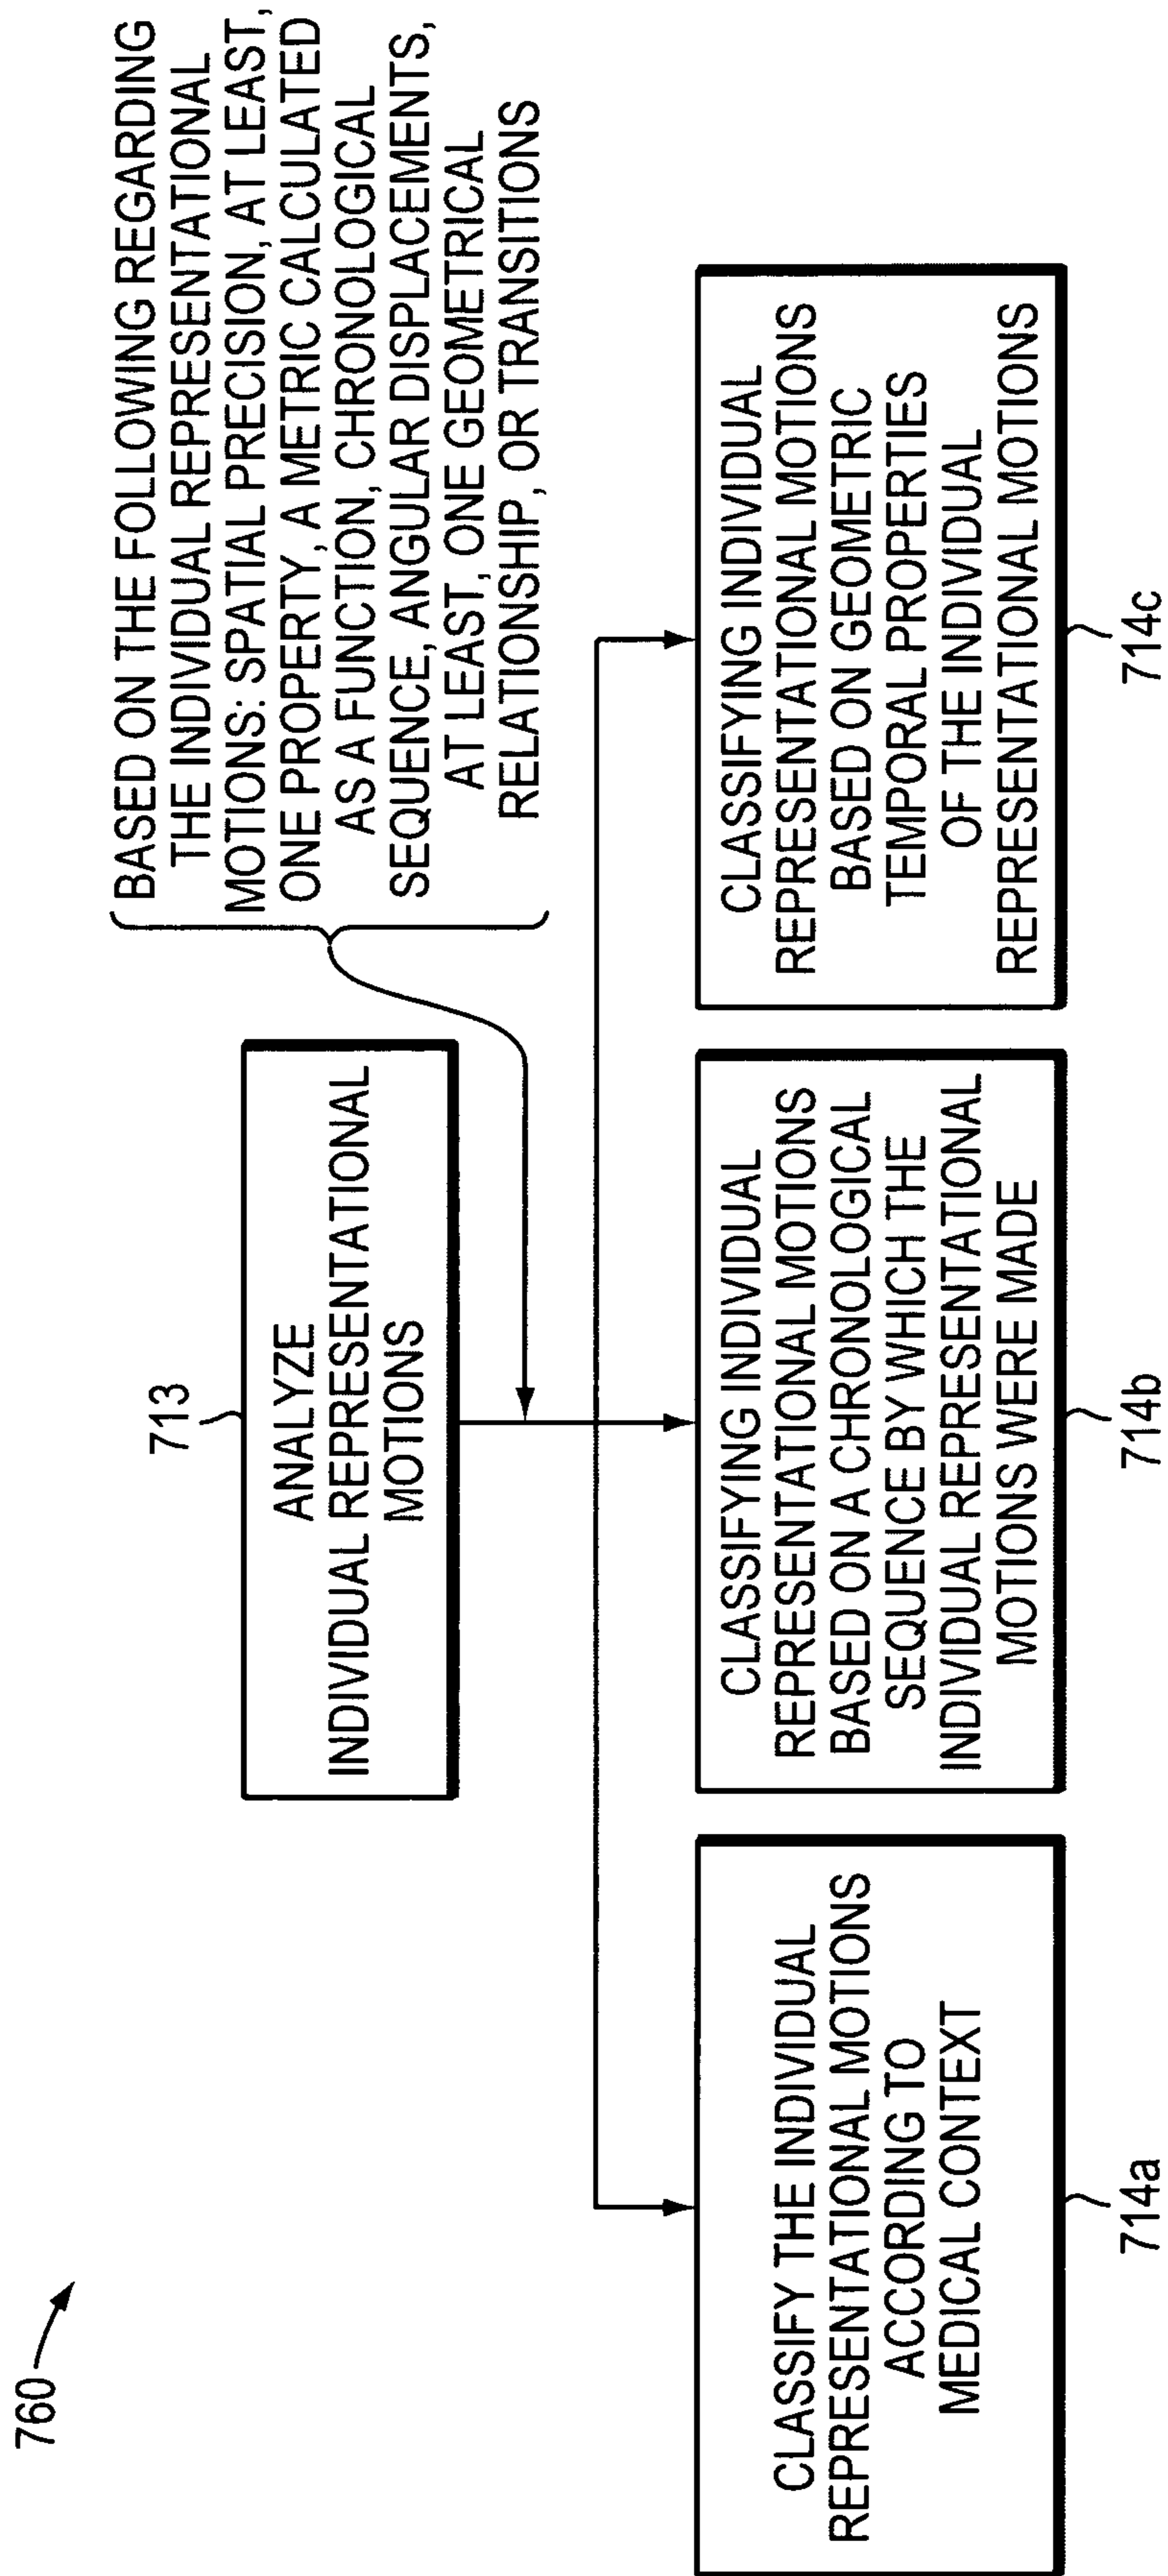 760
713
ANALYZE
INDIVIDUAL REPRESENTATIONAL
MOTIONS
BASED ON THE FOLLOWING REGARDING
THE INDIVIDUAL REPRESENTATIONAL
MOTIONS: SPATIAL PRECISION, AT LEAST,
ONE PROPERTY, A METRIC CALCULATED
AS A FUNCTION, CHRONOLOGICAL
SEQUENCE, ANGULAR DISPLACEMENTS,
AT LEAST, ONE GEOMETRICAL
RELATIONSHIP, OR TRANSITIONS
CLASSIFY THE INDIVIDUAL
REPRESENTATIONAL MOTIONS
ACCORDING TO
MEDICAL CONTEXT
714a
CLASSIFYING INDIVIDUAL
REPRESENTATIONAL MOTIONS
BASED ON A CHRONOLOGICAL
SEQUENCE BY WHICH THE
INDIVIDUAL REPRESENTATIONAL
MOTIONS WERE MADE
714b
CLASSIFYING INDIVIDUAL
REPRESENTATIONAL MOTIONS
BASED ON GEOMETRIC
TEMPORAL PROPERTIES
OF THE INDIVIDUAL
REPRESENTATIONAL MOTIONS
714c